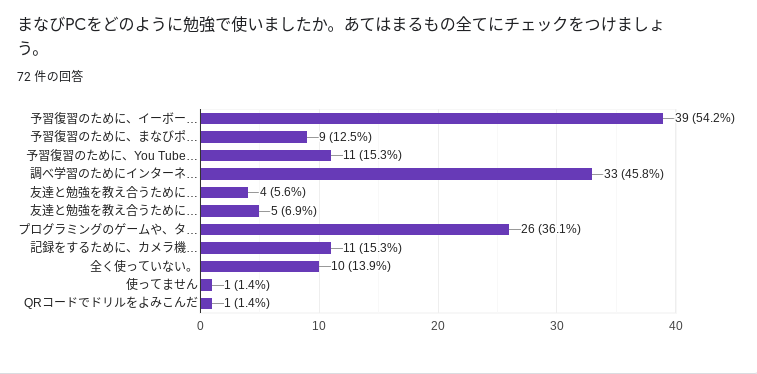 まなびPCをどのように勉強で使いましたか。あてはまるもの全てにチェックをつけましょ
う。
72 件の回答
予習復習のために、イーボー… 39 (54.2%)
予習復習のために、まなびポ… 9 (12.5%)
予習復習のために、You Tube… 11 (15.3%)
調べ学習のためにインターネ… 33 (45.8%)
友達と勉強を教え合うために… 4 (5.6%)
友達と勉強を教え合うために… 5 (6.9%)
プログラミングのゲームや、タ… 26 (36.1%)
記録をするために、カメラ機… 11 (15.3%)
全く使っていない。 10 (13.9%)
使ってません 1 (1.4%)
QRコードでドリルをよみこんだ 1 (1.4%)
0 10 20 30 40